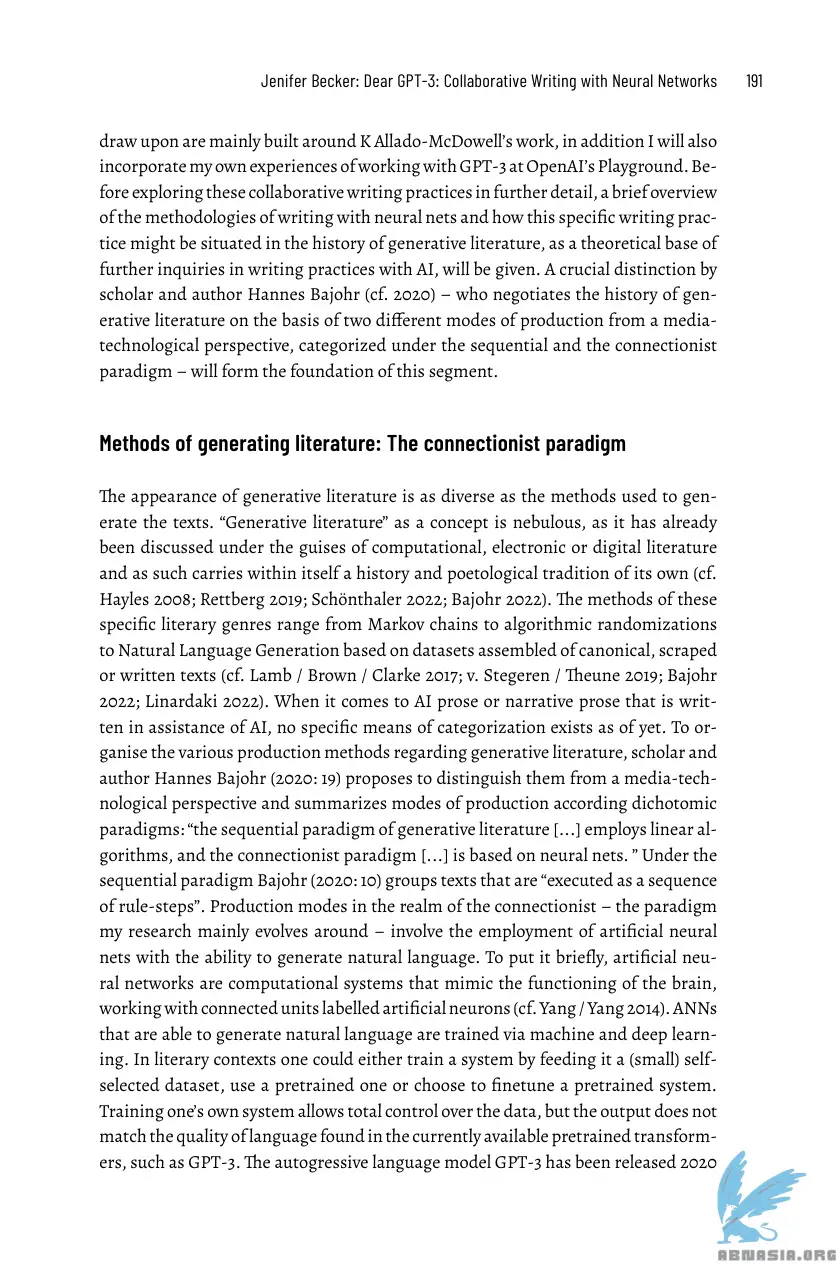 Jenifer Becker: Dear GPT-3: Collaborative Writing with Neural Networks 191
draw upon are mainly built around K Allado-McDowell’s work, in addition I will also
incorporate my own experiences of working with GPT-3 at OpenAI’s Playground. Be-
fore exploring these collaborative writing practices in further detail, a brief overview
of the methodologies of writing with neural nets and how this specific writing prac-
tice might be situated in the history of generative literature, as a theoretical base of
further inquiries in writing practices with AI, will be given. A crucial distinction by
scholar and author Hannes Bajohr (cf. 2020) – who negotiates the history of gen-
erative literature on the basis of two different modes of production from a media-
technological perspective, categorized under the sequential and the connectionist
paradigm – will form the foundation of this segment.
Methods of generating literature: The connectionist paradigm
The appearance of generative literature is as diverse as the methods used to gen-
erate the texts. “Generative literature” as a concept is nebulous, as it has already
been discussed under the guises of computational, electronic or digital literature
and as such carries within itself a history and poetological tradition of its own (cf.
Hayles 2008; Rettberg 2019; Schönthaler 2022; Bajohr 2022). The methods of these
specific literary genres range from Markov chains to algorithmic randomizations
to Natural Language Generation based on datasets assembled of canonical, scraped
or written texts (cf. Lamb / Brown / Clarke 2017; v. Stegeren / Theune 2019; Bajohr
2022; Linardaki 2022). When it comes to AI prose or narrative prose that is writ-
ten in assistance of AI, no specific means of categorization exists as of yet. To or-
ganise the various production methods regarding generative literature, scholar and
author Hannes Bajohr (2020: 19) proposes to distinguish them from a media-tech-
nological perspective and summarizes modes of production according dichotomic
paradigms: “the sequential paradigm of generative literature [...] employs linear al-
gorithms, and the connectionist paradigm [...] is based on neural nets. ” Under the
sequential paradigm Bajohr (2020: 10) groups texts that are “executed as a sequence
of rule-steps”. Production modes in the realm of the connectionist – the paradigm
my research mainly evolves around – involve the employment of artificial neural
nets with the ability to generate natural language. To put it briefly, artificial neu-
ral networks are computational systems that mimic the functioning of the brain,
working with connected units labelled artificial neurons (cf. Yang / Yang 2014). ANNs
that are able to generate natural language are trained via machine and deep learn-
ing. In literary contexts one could either train a system by feeding it a (small) self-
selected dataset, use a pretrained one or choose to finetune a pretrained system.
Training one’s own system allows total control over the data, but the output does not
match the quality of language found in the currently available pretrained transform-
ers, such as GPT-3. The autogressive language model GPT-3 has been released 2020
ABNASIA.ORG